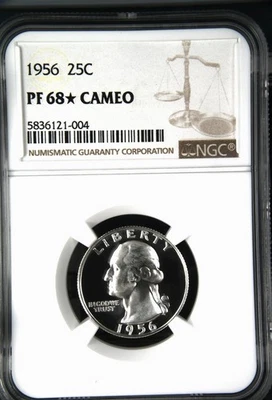 1956 25C
PF 68★ CAMEO
5836121-004
NUMISMATIC GUARANTY CORPORATION
NGC®
LIBERTY
IN GOD WE
TRUST
1956